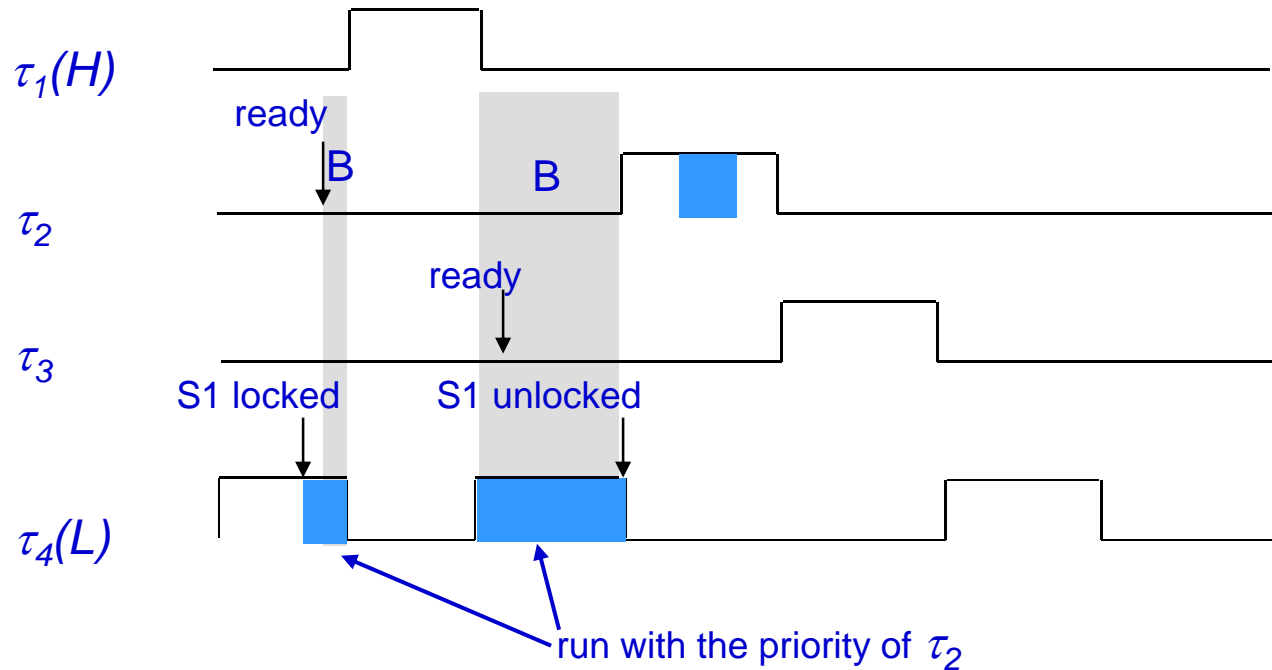 τ1(H)
ready
B
B
τ2
ready
τ3
S1 locked
S1 unlocked
τ4(L)
run with the priority of τ2